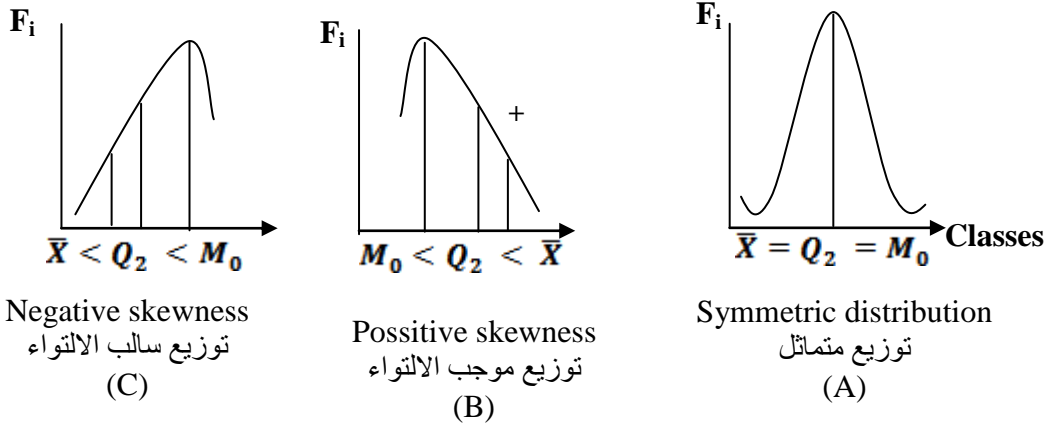 Fᵢ
X̄ < Q₂ < M₀
Negative skewness
توزيع سالب الالتواء
(C)
Fᵢ
+
M₀ < Q₂ < X̄
Possitive skewness
توزيع موجب الالتواء
(B)
Fᵢ
Classes
X̄ = Q₂ = M₀
Symmetric distribution
توزيع متماثل
(A)